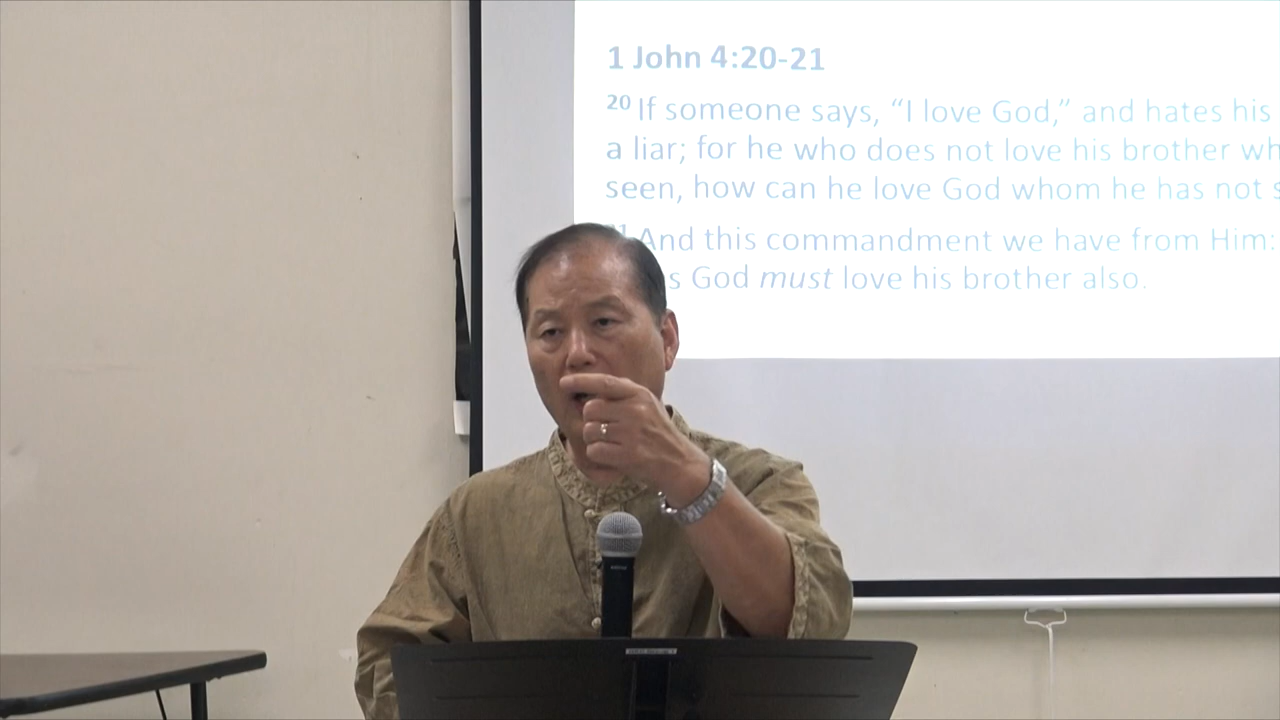 1 John 4:20-21
20 If someone says, “I love God,” and hates his
a liar; for he who does not love his brother
seen, how can he love God whom he has not
And this commandment we have from Him:
God must love his brother also.